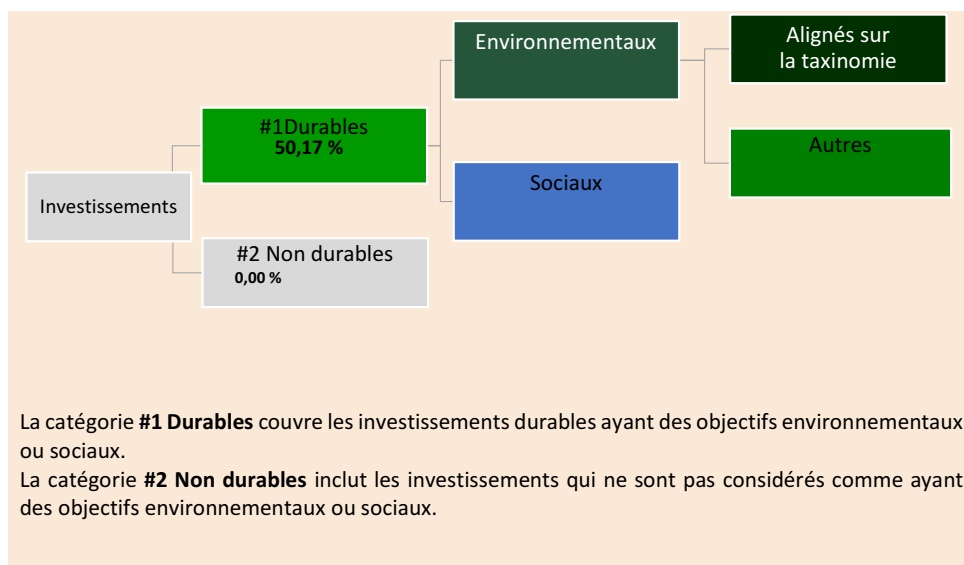 Investissements
#1Durables
50,17 %
#2 Non durables
0,00 %
Environnementaux
Sociaux
Alignés sur
la taxinomie
Autres
La catégorie #1 Durables couvre les investissements durables ayant des objectifs environnementaux
ou sociaux.
La catégorie #2 Non durables inclut les investissements qui ne sont pas considérés comme ayant
des objectifs environnementaux ou sociaux.